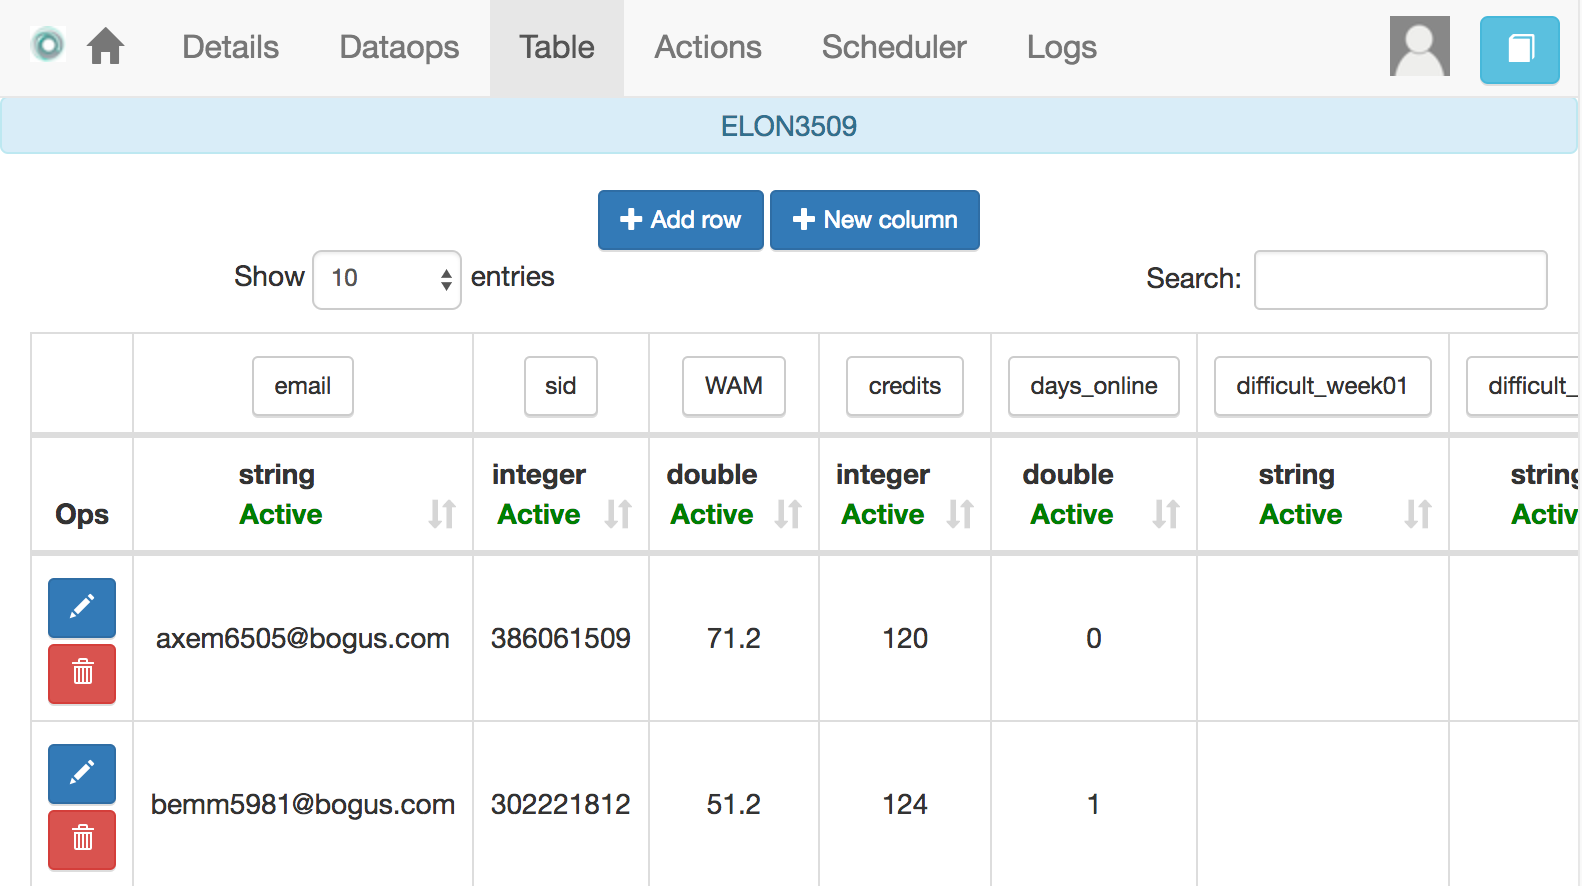 Details Dataops Table Actions Scheduler Logs
ELON3509
Add row New column
Show 10 entries Search:
email sid WAM credits days_online difficult_week01 difficult_
string integer double integer double string string
Ops Active Active Active Active Active Active Activ
axem6505@bogus.com 386061509 71.2 120 0
bemm5981@bogus.com 302221812 51.2 124 1